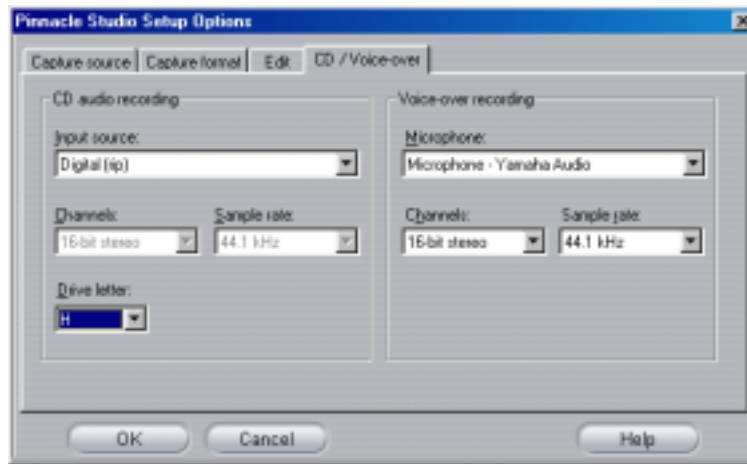 Pinnacle Studio Setup Options
Capture source Capture format Edit CD / Voice-over
CD audio recording
Input source:
Digital (rip)
Channels: Sample rate:
16-bit stereo 44.1 kHz
Drive letter:
H
Voice-over recording
Microphone:
Microphone - Yamaha Audio
Channels: Sample rate:
16-bit stereo 44.1 kHz
OK Cancel Help